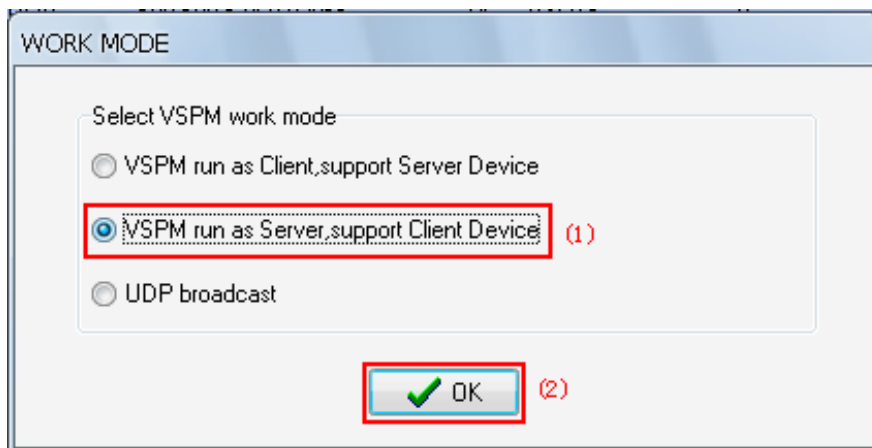 WORK MODE
Select VSPM work mode
VSPM run as Client,support Server Device
VSPM run as Server,support Client Device (1)
UDP broadcast
OK (2)